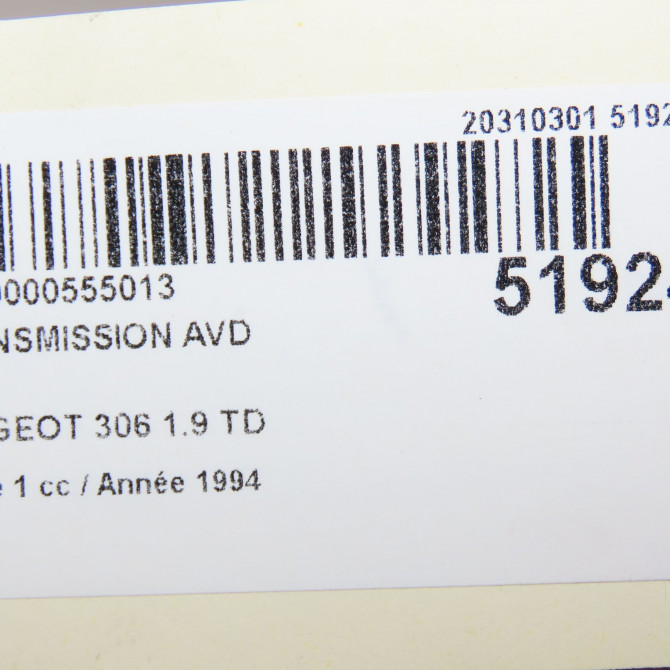 20310301 5192
0000555013
5192
NSMISSION AVD
GEOT 306 1.9 TD
e 1 cc / Année 1994